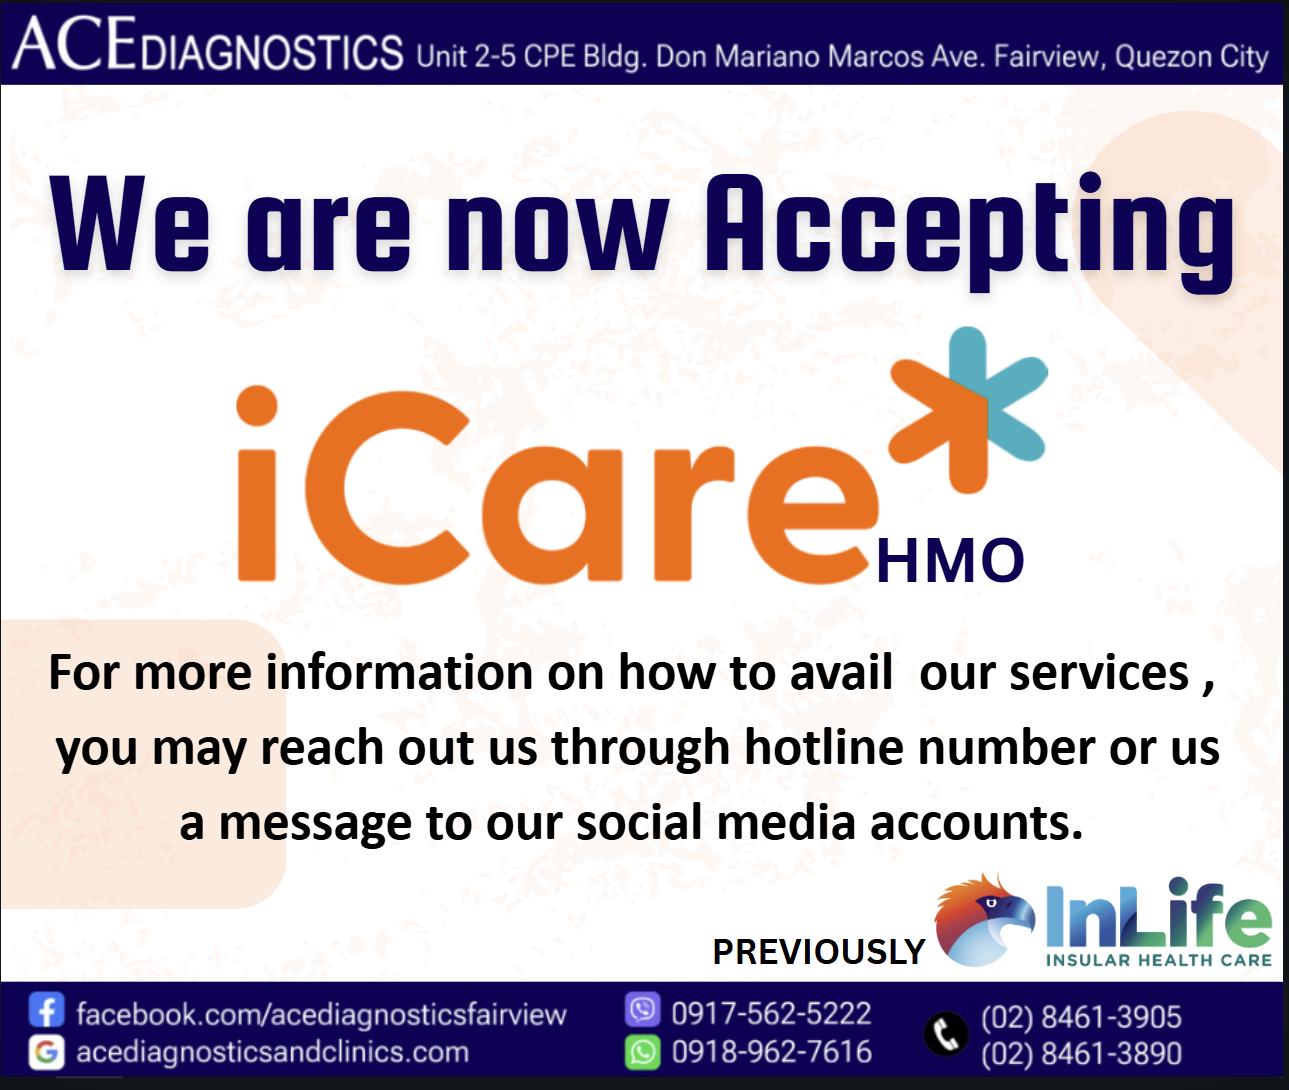 ACEDIAGNOSTICS Unit 2-5 CPE Bldg. Don Mariano Marcos Ave. Fairview, Quezon City
We are now Accepting
iCare
HMO
For more information on how to avail  our services ,
you may reach out us through hotline number or us
a message to our social media accounts.
PREVIOUSLY InLife
INSULAR HEALTH CARE
facebook.com/acediagnosticsfairview
acediagnosticsandclinics.com
0917-562-5222
0918-962-7616
(02) 8461-3905
(02) 8461-3890